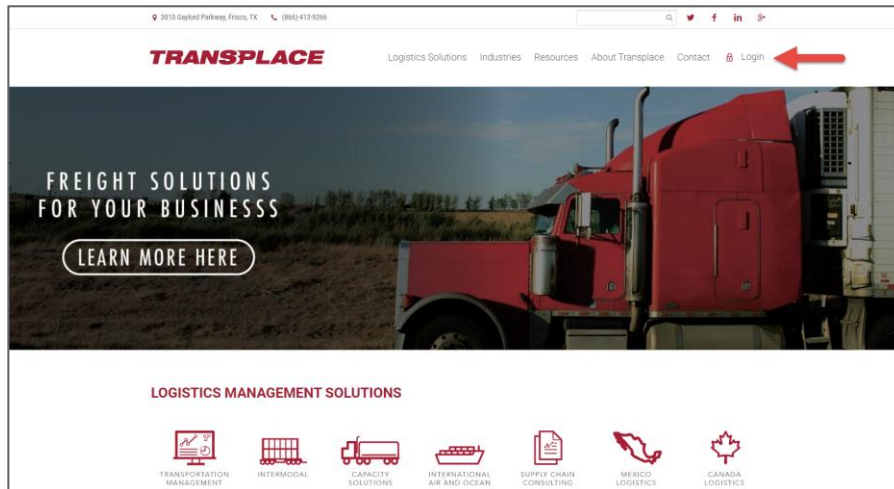 3010 Gaylord Parkway, Frisco, TX (866)-413-9266
TRANSPLACE
Logistics Solutions Industries Resources About Transplace Contact Login
FREIGHT SOLUTIONS
FOR YOUR BUSINESSS
LEARN MORE HERE
LOGISTICS MANAGEMENT SOLUTIONS
TRANSPORTATION
MANAGEMENT
INTERMODAL
CAPACITY
SOLUTIONS
INTERNATIONAL
AIR AND OCEAN
SUPPLY CHAIN
CONSULTING
MEXICO
LOGISTICS
CANADA
LOGISTICS